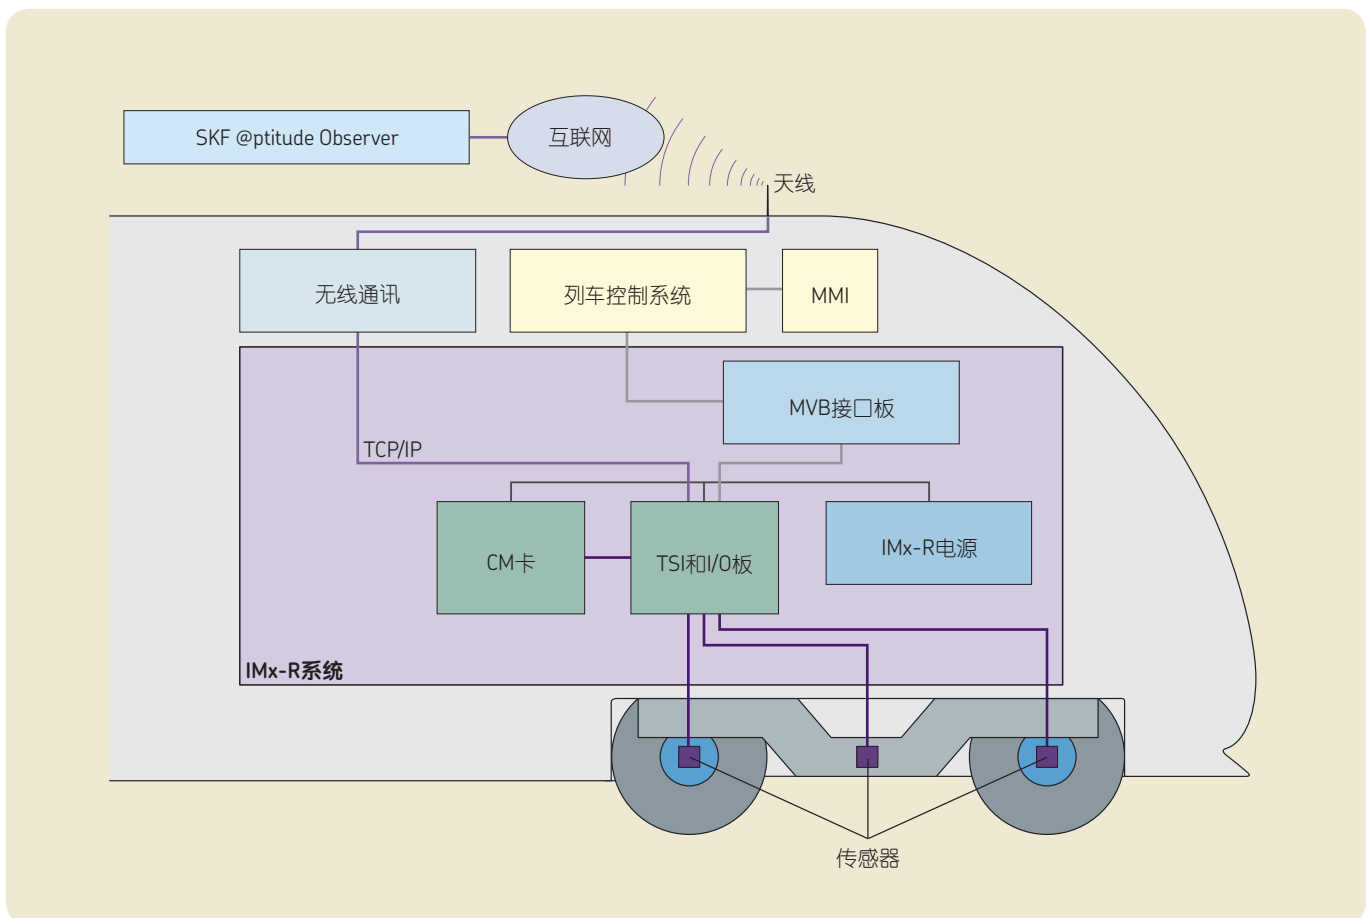 SKF @ptitude Observer
互联网
天线
无线通讯
列车控制系统
MMI
MVB接口板
TCP/IP
CM卡
TSI和I/O板
IMx-R电源
IMx-R系统
传感器